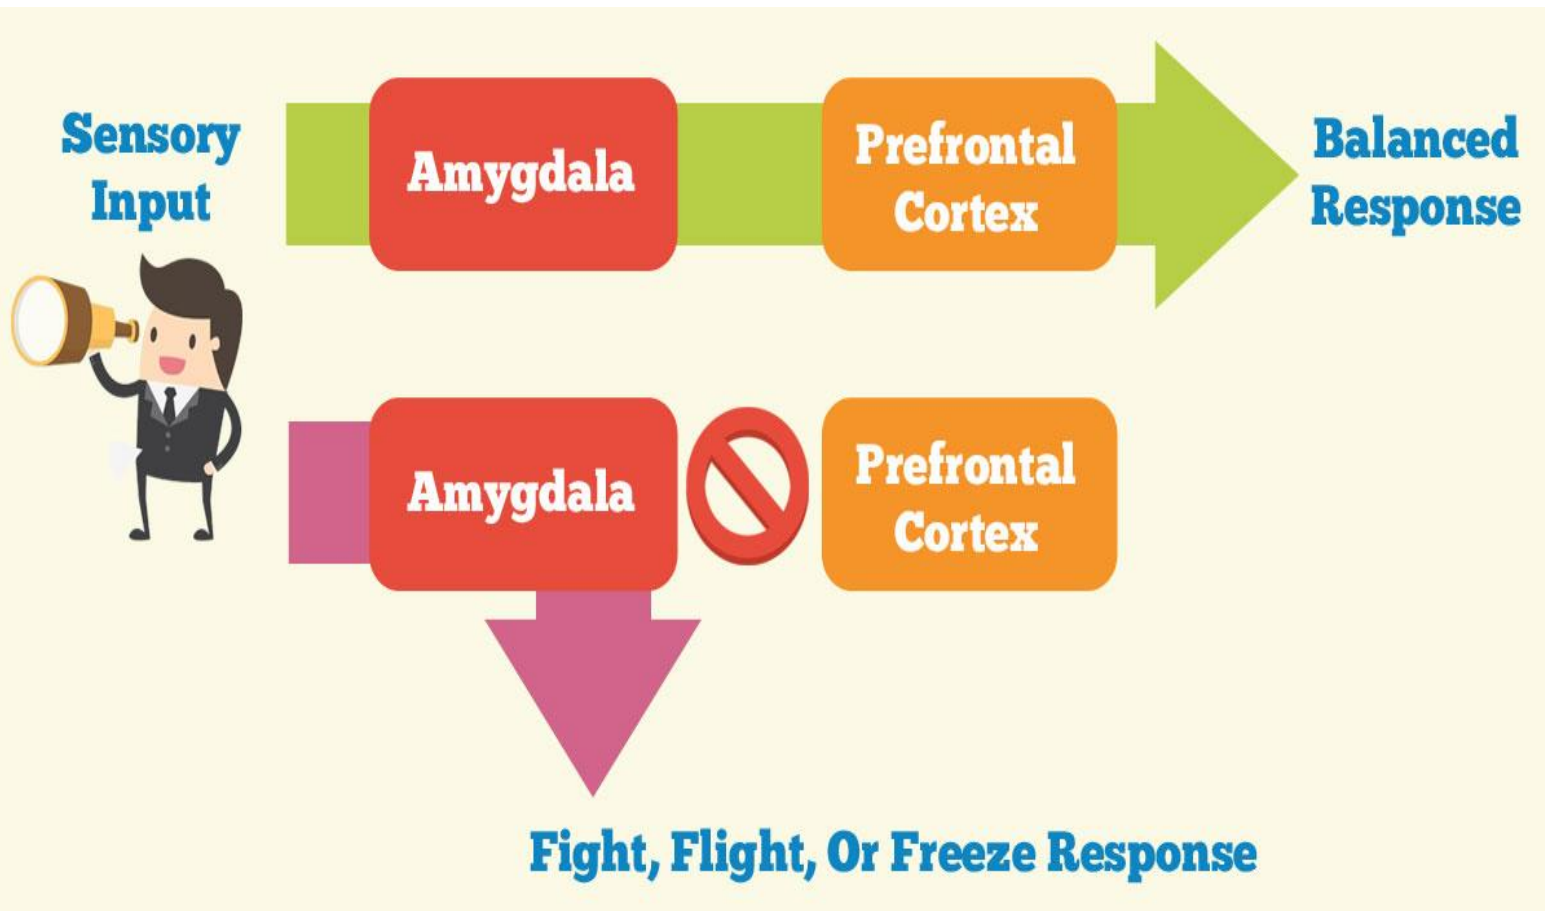 Sensory
Input
Amygdala
Prefrontal
Cortex
Balanced
Response
Amygdala
Prefrontal
Cortex
Fight, Flight, Or Freeze Response